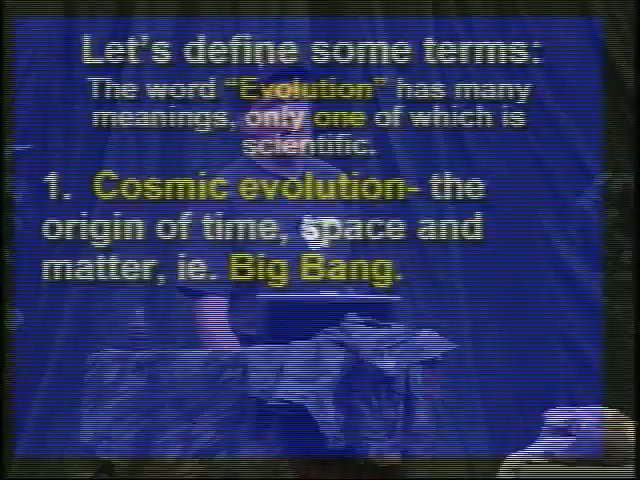 Let's define some terms:
The word “Evolution” has many
meanings, only one of which is
scientific.
1. Cosmic evolution- the
origin of time, space and
matter, ie. Big Bang.